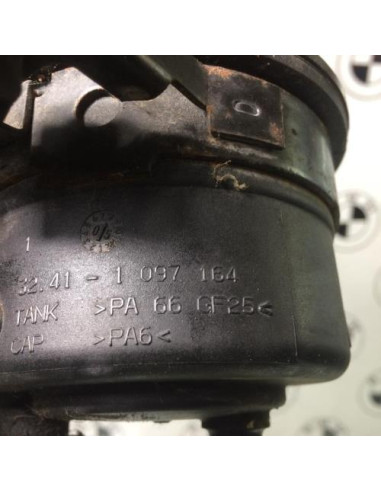 1
32.41 - 1 097 164
TANK >PA 66 GF25<
CAP >PA6<